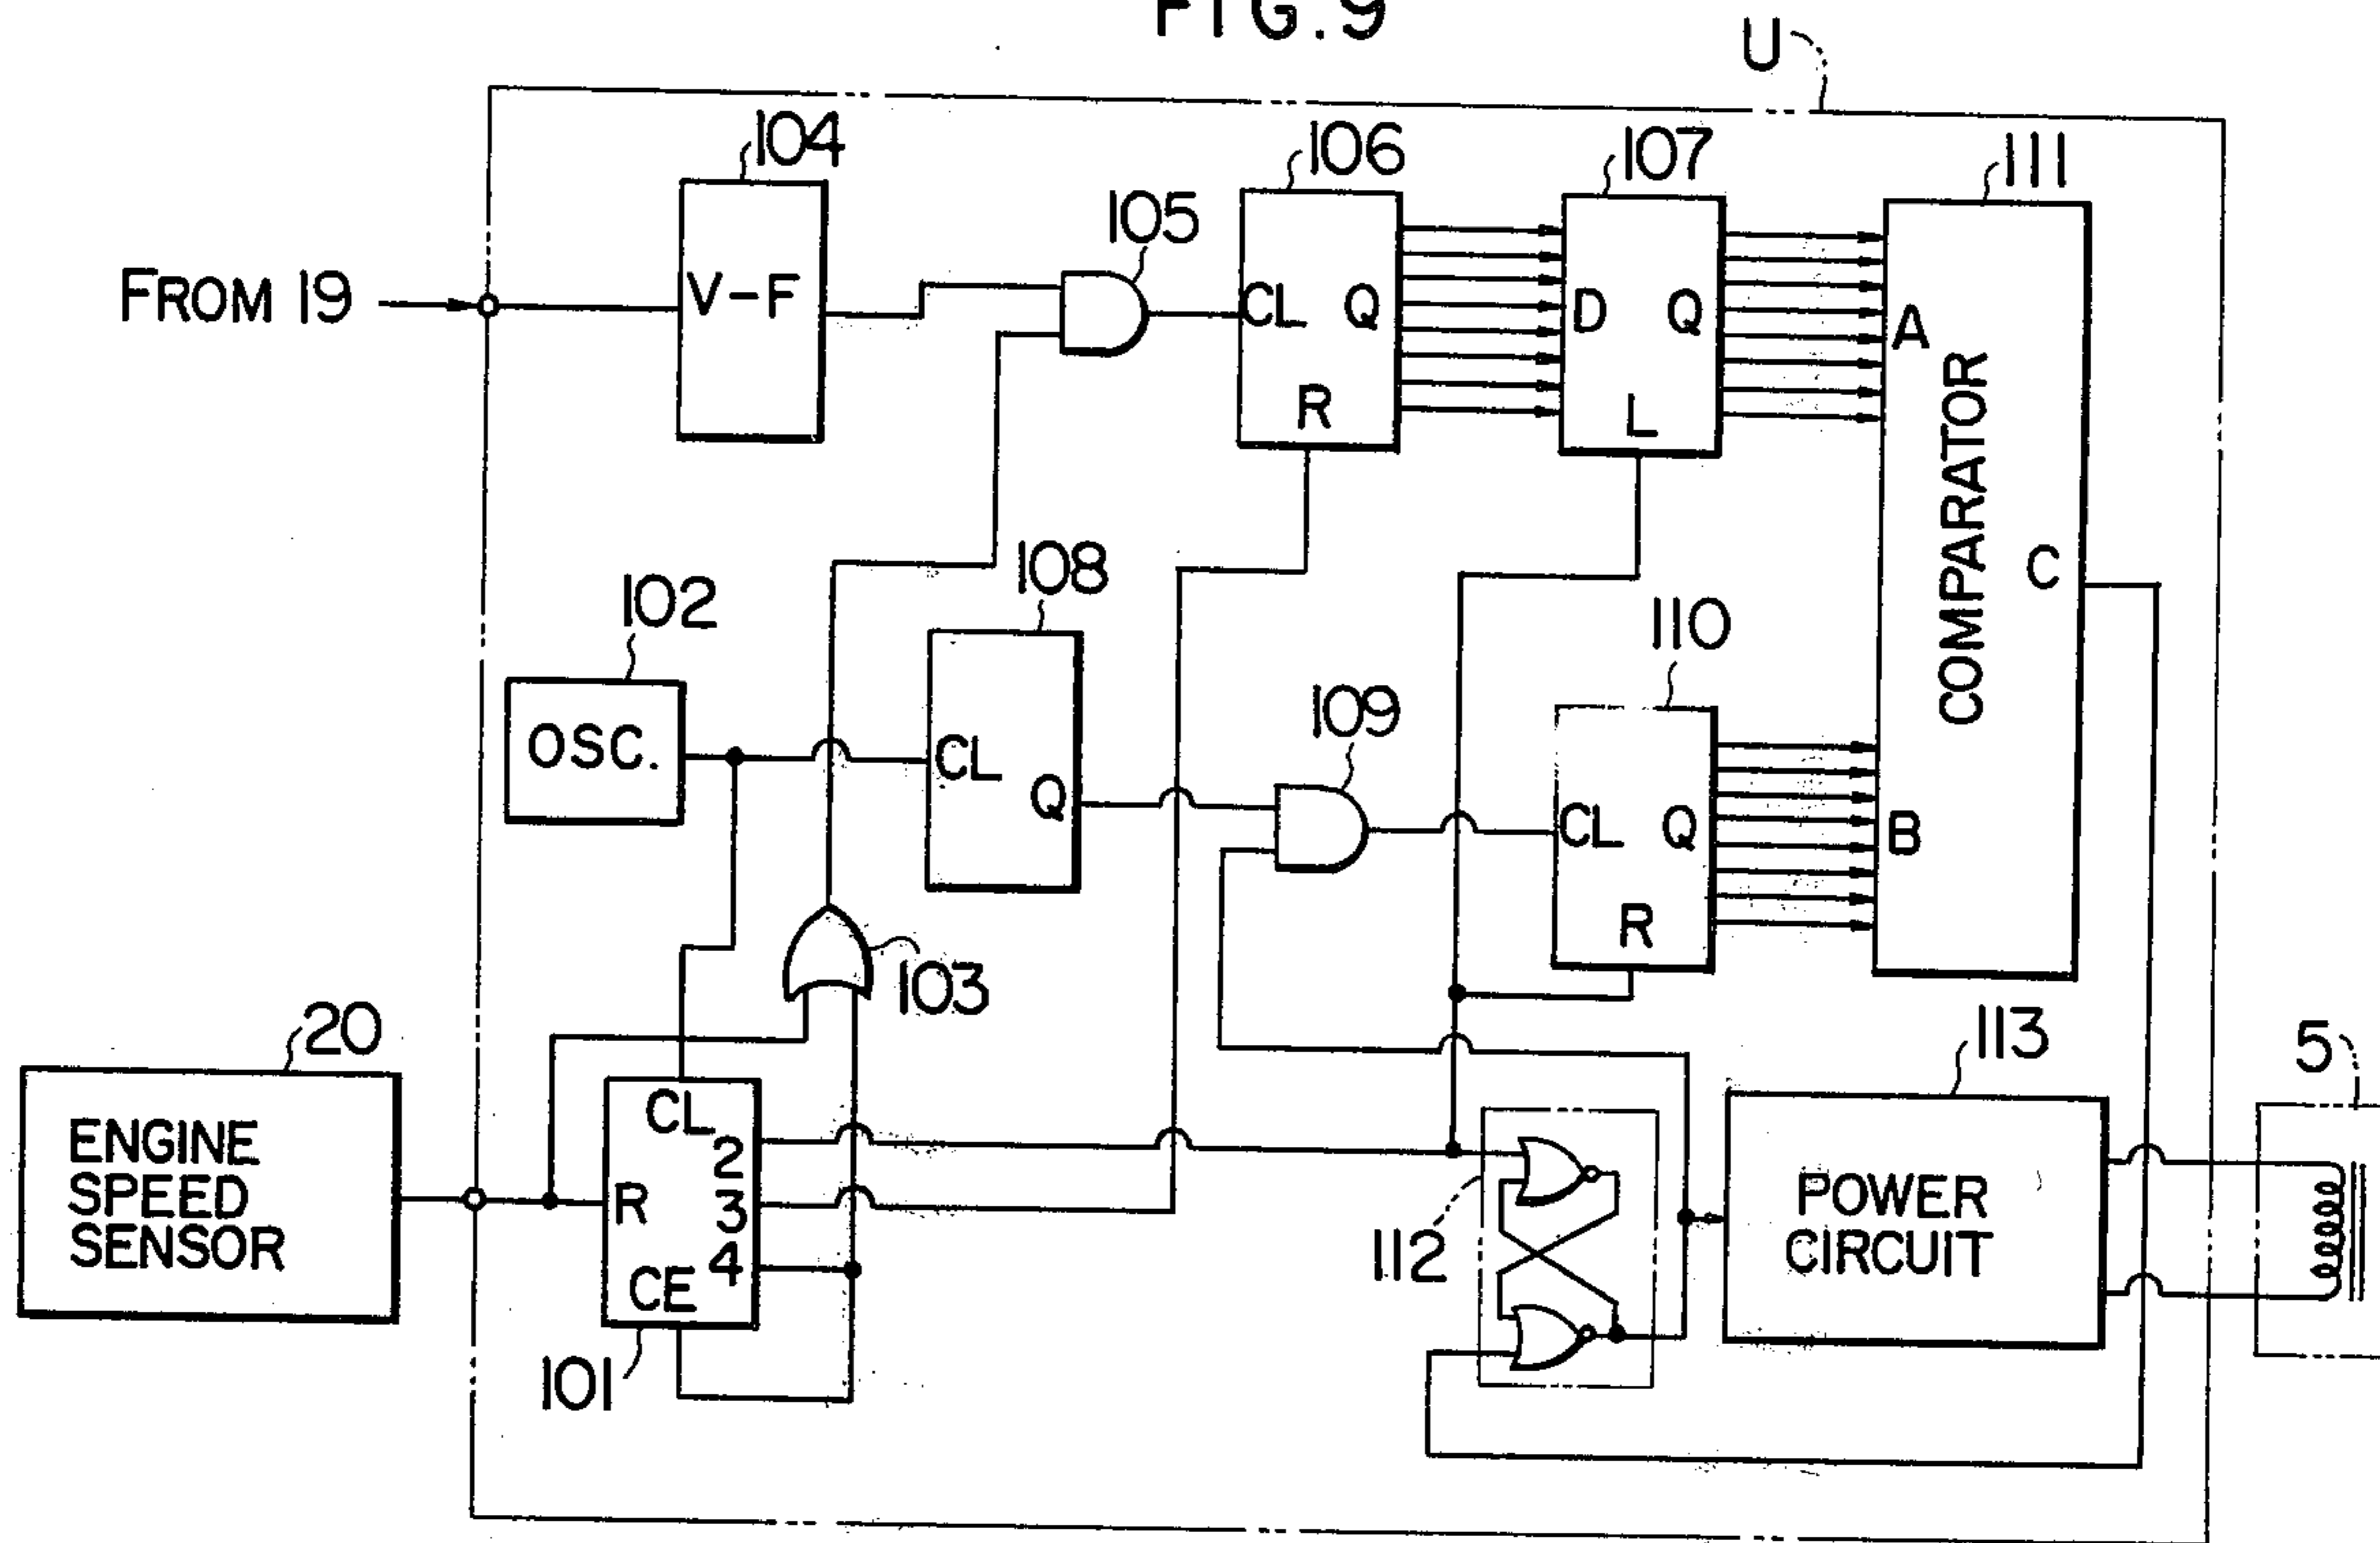 FIG.9
U
104
105
106
107
111
FROM 19
V-F
CL Q
R
D Q
L
A
COMPARATOR
C
102
108
110
OSC.
CL
Q
109
CL Q
R
B
103
20
113
5
ENGINE
SPEED
SENSOR
CL
2
R
3
4
CE
101
112
POWER
CIRCUIT